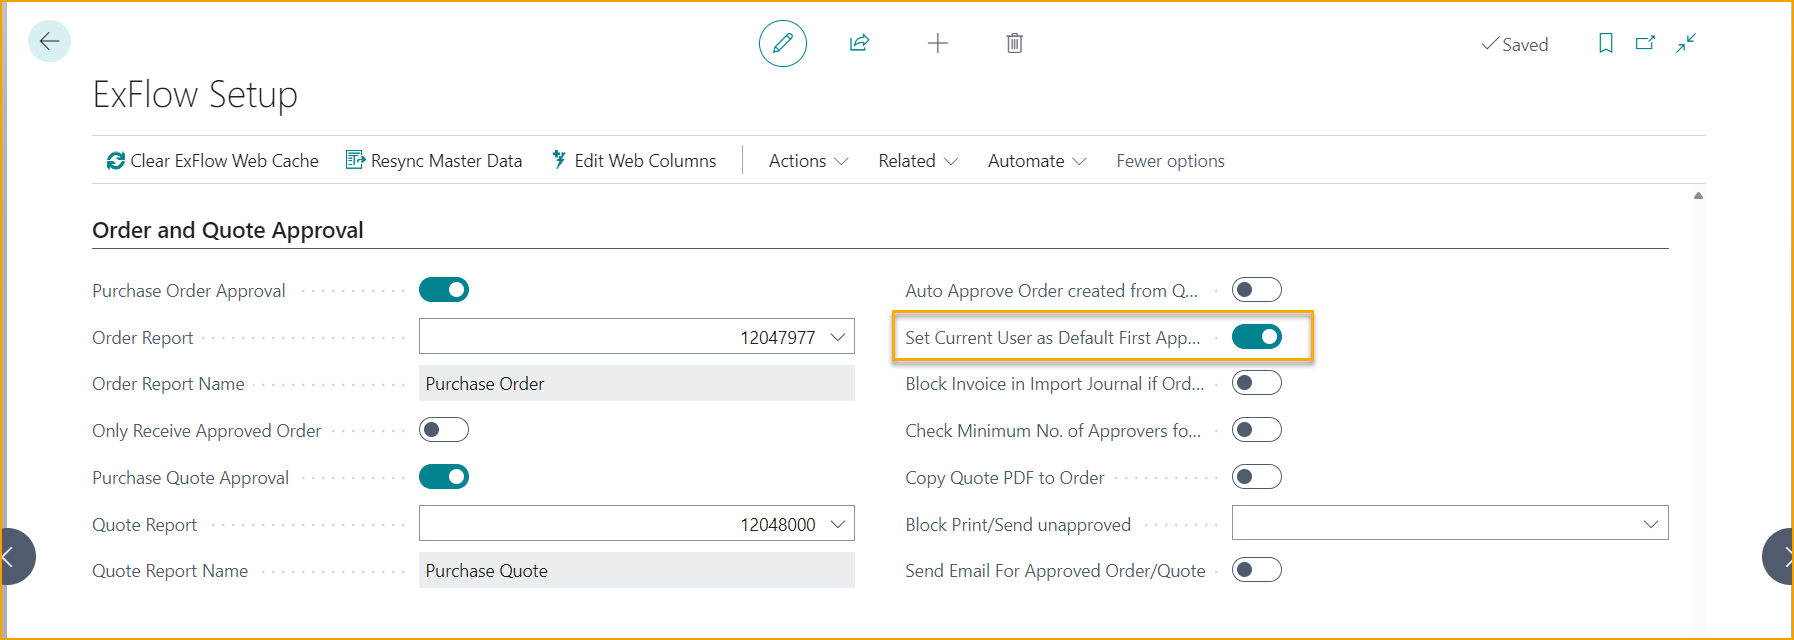 Saved
ExFlow Setup
Clear ExFlow Web Cache Resync Master Data Edit Web Columns Actions Related Automate Fewer options
Order and Quote Approval
Purchase Order Approval
Order Report 12047977
Order Report Name Purchase Order
Only Receive Approved Order
Purchase Quote Approval
Quote Report 12048000
Quote Report Name Purchase Quote
Auto Approve Order created from Q...
Set Current User as Default First App...
Block Invoice in Import Journal if Ord...
Check Minimum No. of Approvers fo...
Copy Quote PDF to Order
Block Print/Send unapproved
Send Email For Approved Order/Quote